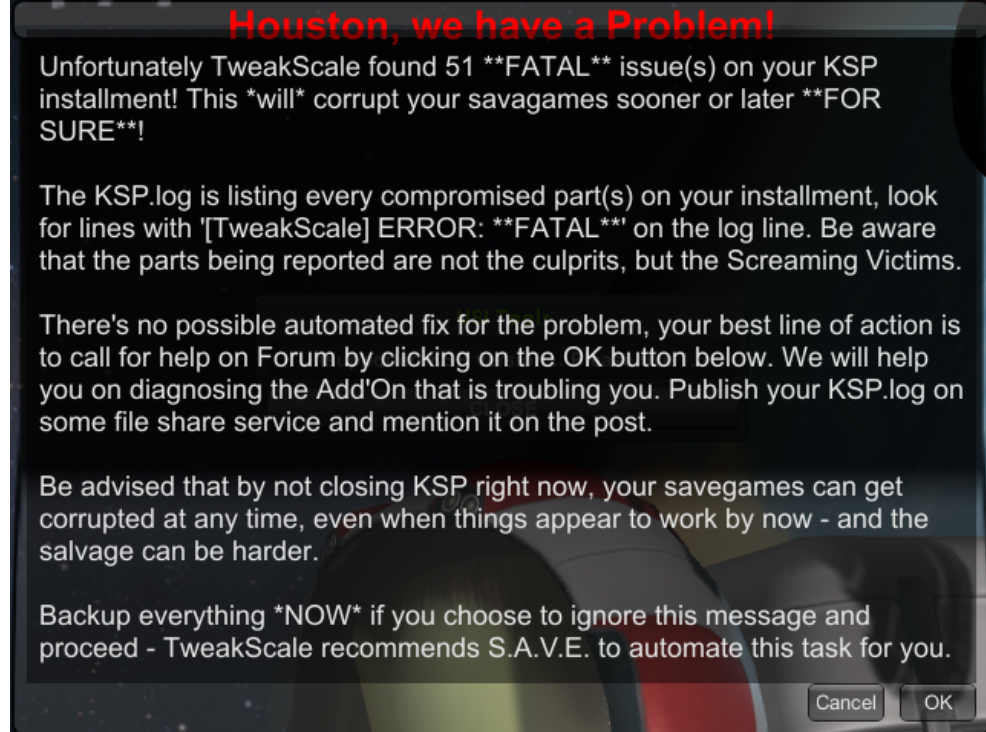 Houston, we have a Problem!
Unfortunately TweakScale found 51 **FATAL** issue(s) on your KSP
installment! This *will* corrupt your savagames sooner or later **FOR
SURE**!
The KSP.log is listing every compromised part(s) on your installment, look
for lines with '[TweakScale] ERROR: **FATAL**' on the log line. Be aware
that the parts being reported are not the culprits, but the Screaming Victims.
There's no possible automated fix for the problem, your best line of action is
to call for help on Forum by clicking on the OK button below. We will help
you on diagnosing the Add'On that is troubling you. Publish your KSP.log on
some file share service and mention it on the post.
Be advised that by not closing KSP right now, your savegames can get
corrupted at any time, even when things appear to work by now - and the
salvage can be harder.
Backup everything *NOW* if you choose to ignore this message and
proceed - TweakScale recommends S.A.V.E. to automate this task for you.
Cancel OK